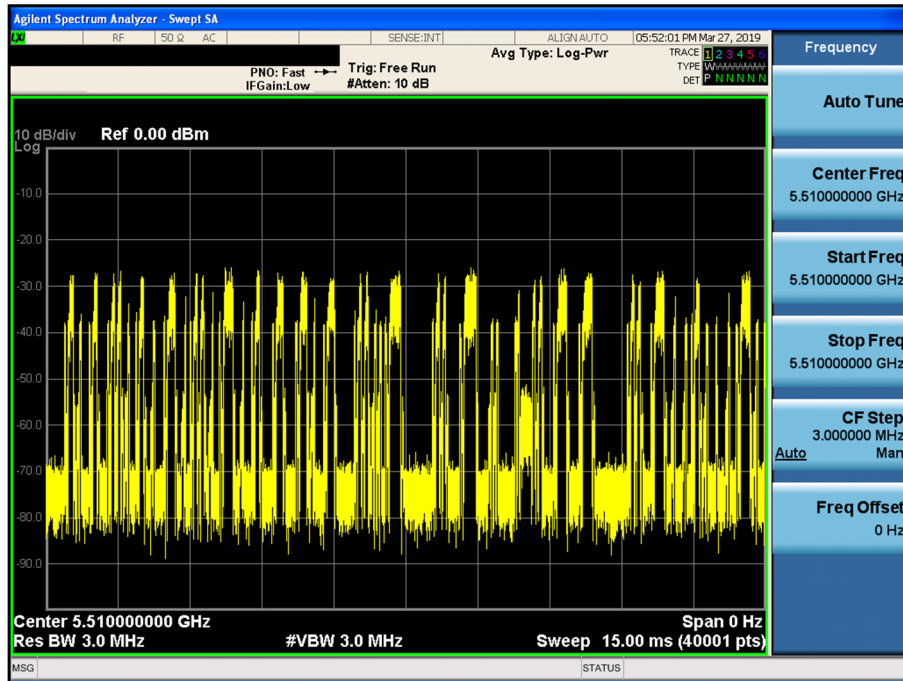 Agilent Spectrum Analyzer - Swept SA
LXI RF 50 Ω AC SENSE:INT ALIGN AUTO 05:52:01 PM Mar 27, 2019
PNO: Fast
IFGain:Low
Trig: Free Run
#Atten: 10 dB
Avg Type: Log-Pwr
TRACE 1 2 3 4 5 6
TYPE
DET P N N N N N
10 dB/div Ref 0.00 dBm
Log
-10.0
-20.0
-30.0
-40.0
-50.0
-60.0
-70.0
-80.0
-90.0
Center 5.510000000 GHz Span 0 Hz
Res BW 3.0 MHz #VBW 3.0 MHz Sweep 15.00 ms (40001 pts)
MSG STATUS
Frequency
Auto Tune
Center Freq
5.510000000 GHz
Start Freq
5.510000000 GHz
Stop Freq
5.510000000 GHz
CF Step
3.000000 MHz
Auto Man
Freq Offset
0 Hz